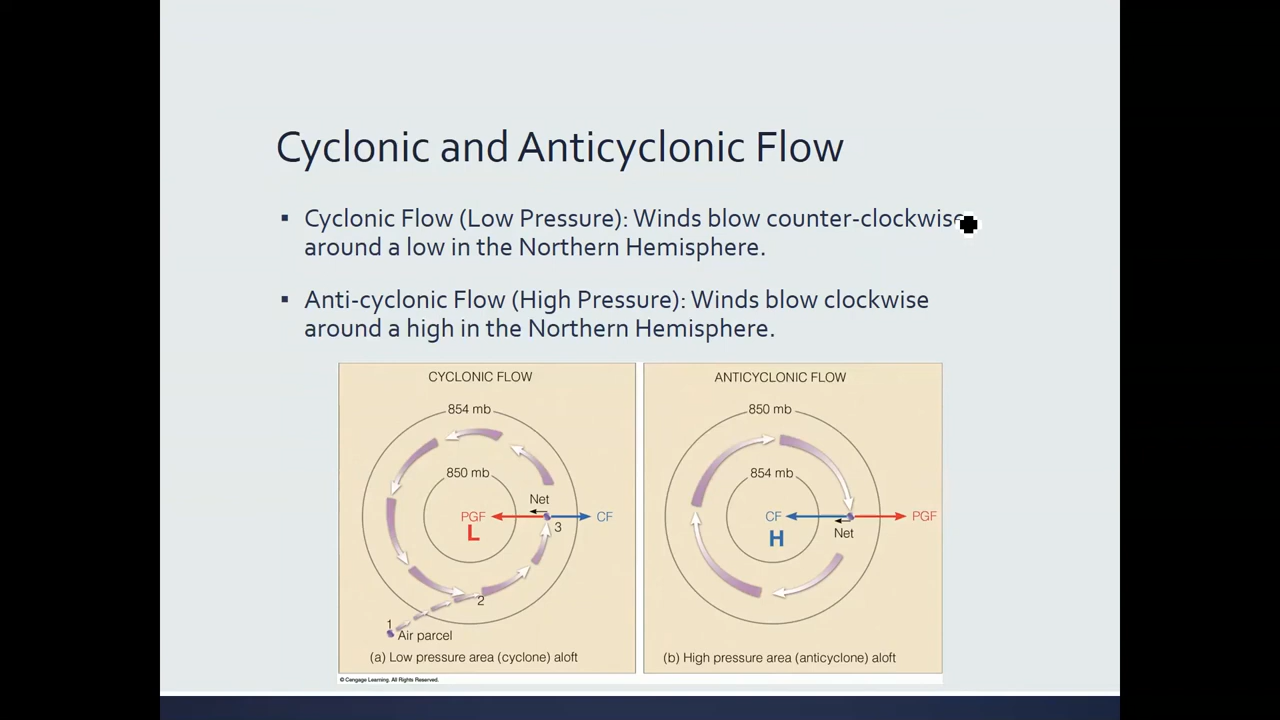 Cyclonic and Anticyclonic Flow
▪ Cyclonic Flow (Low Pressure): Winds blow counter-clockwise
around a low in the Northern Hemisphere.
▪ Anti-cyclonic Flow (High Pressure): Winds blow clockwise
around a high in the Northern Hemisphere.
CYCLONIC FLOW
854 mb
850 mb
Net
PGF
CF
L
3
2
1
Air parcel
(a) Low pressure area (cyclone) aloft
ANTICYCLONIC FLOW
850 mb
854 mb
CF
PGF
H
Net
(b) High pressure area (anticyclone) aloft
© Cengage Learning. All Rights Reserved.